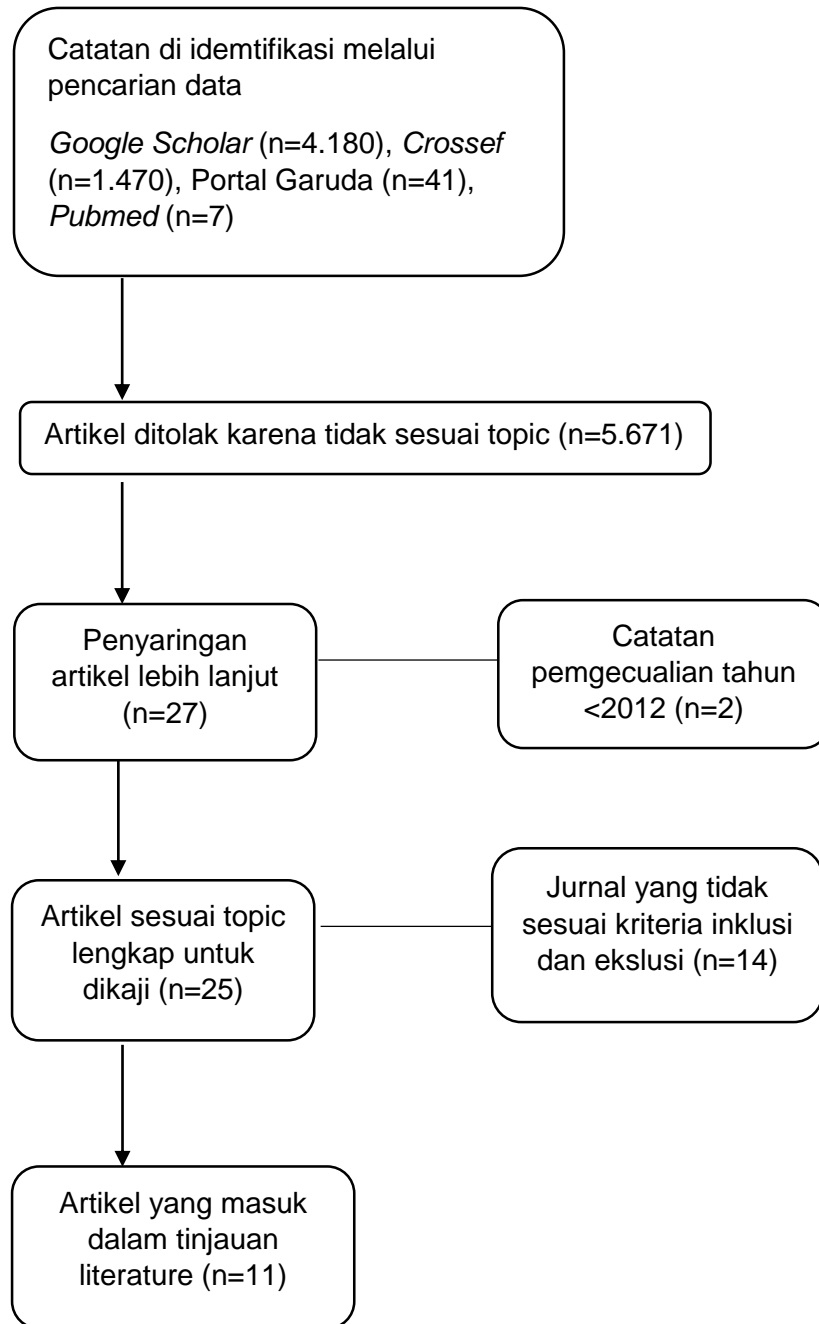 Catatan di idemtifikasi melalui
pencarian data
Google Scholar (n=4.180), Crossef
(n=1.470), Portal Garuda (n=41),
Pubmed (n=7)
Artikel ditolak karena tidak sesuai topic (n=5.671)
Penyaringan
artikel lebih lanjut
(n=27)
Catatan
pemgecualian tahun
<2012 (n=2)
Artikel sesuai topic
lengkap untuk
dikaji (n=25)
Jurnal yang tidak
sesuai kriteria inklusi
dan ekslusi (n=14)
Artikel yang masuk
dalam tinjauan
literature (n=11)